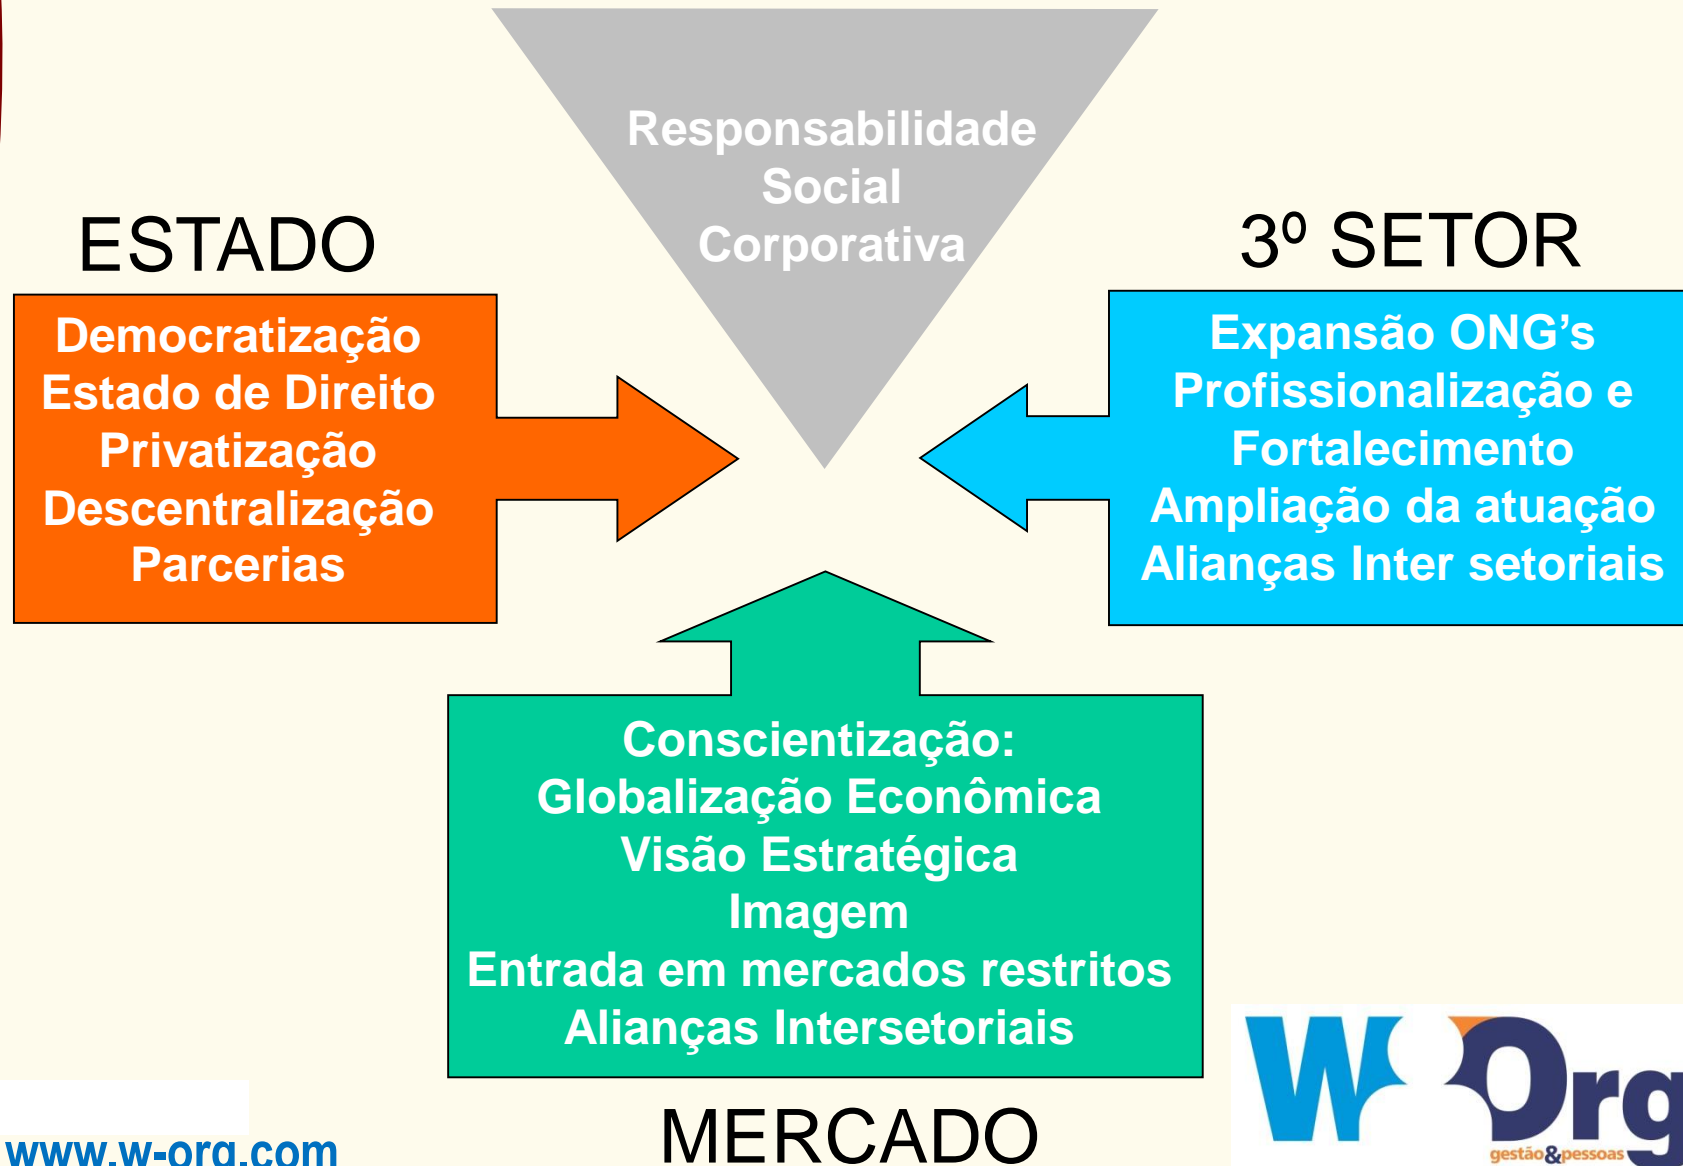 Responsabilidade
Social
Corporativa
ESTADO
Democratização
Estado de Direito
Privatização
Descentralização
Parcerias
3º SETOR
Expansão ONG’s
Profissionalização e
Fortalecimento
Ampliação da atuação
Alianças Inter setoriais
Conscientização:
Globalização Econômica
Visão Estratégica
Imagem
Entrada em mercados restritos
Alianças Intersetoriais
MERCADO
www.w-org.com
W Org
gestão&pessoas